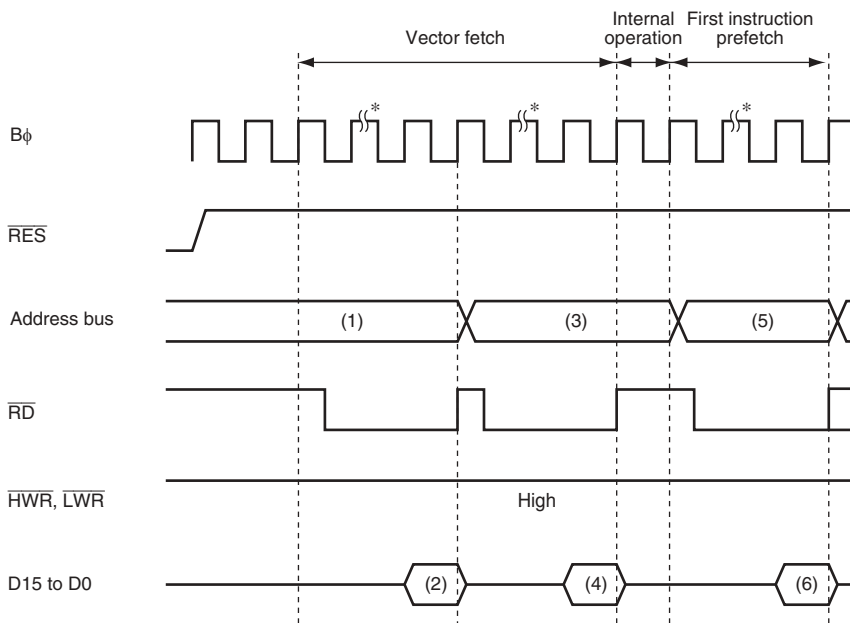 Vector fetch
Internal operation
First instruction prefetch
Bϕ
*
*
*
RES
Address bus
(1)
(3)
(5)
RD
HWR, LWR
High
D15 to D0
(2)
(4)
(6)